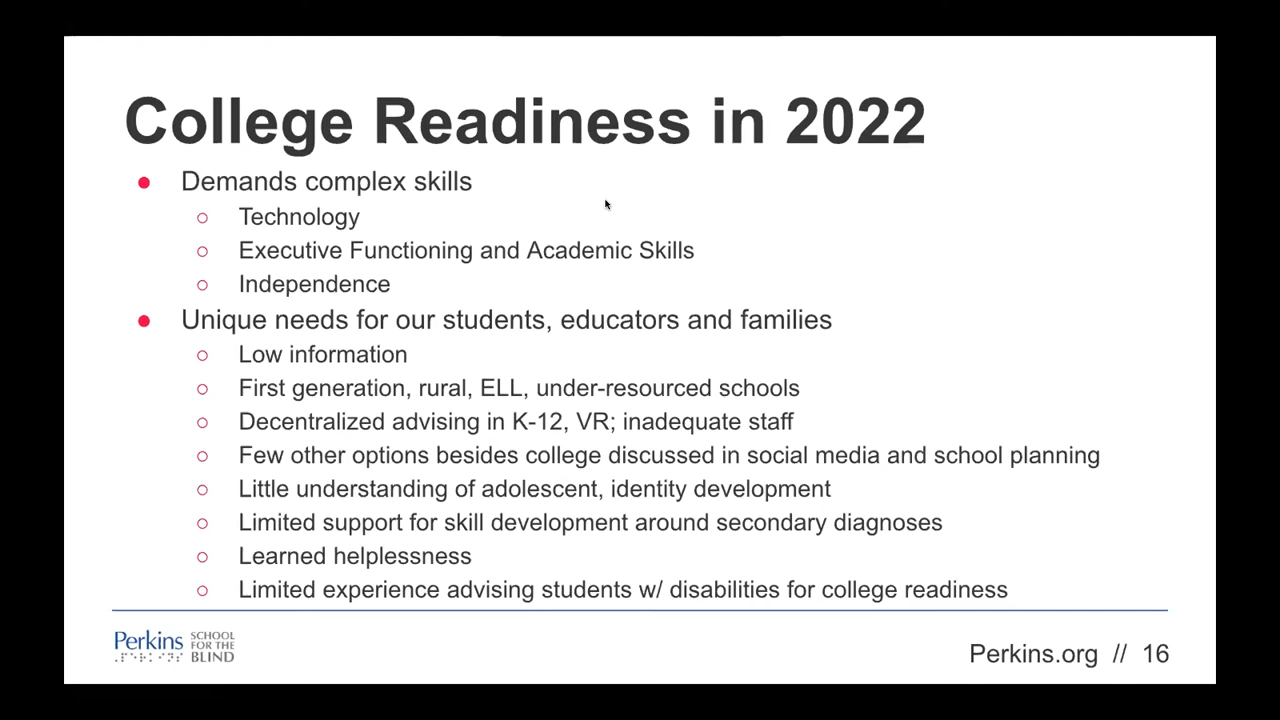 College Readiness in 2022
● Demands complex skills
○ Technology
○ Executive Functioning and Academic Skills
○ Independence
● Unique needs for our students, educators and families
○ Low information
○ First generation, rural, ELL, under-resourced schools
○ Decentralized advising in K-12, VR; inadequate staff
○ Few other options besides college discussed in social media and school planning
○ Little understanding of adolescent, identity development
○ Limited support for skill development around secondary diagnoses
○ Learned helplessness
○ Limited experience advising students w/ disabilities for college readiness
Perkins SCHOOL FOR THE BLIND
Perkins.org // 16